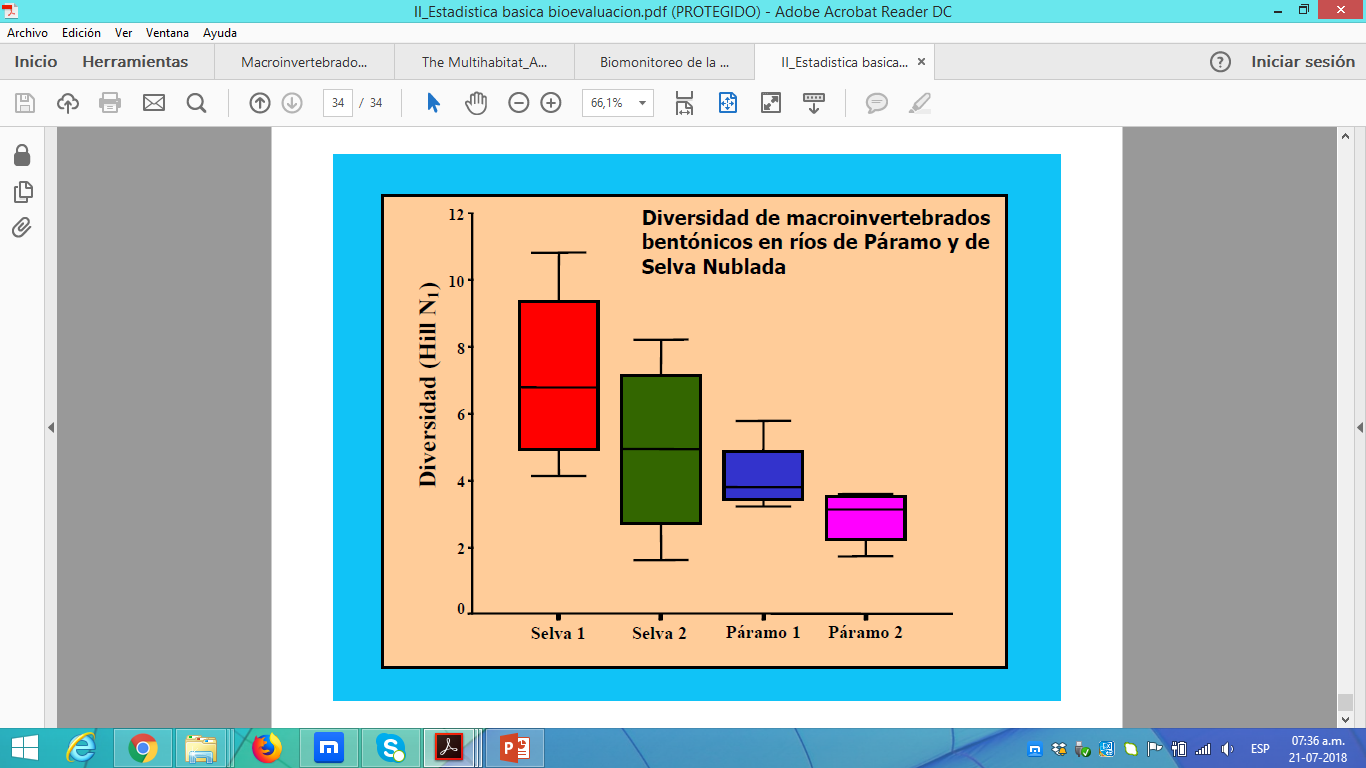 II_Estadistica basica bioevaluacion.pdf (PROTEGIDO) - Adobe Acrobat Reader DC
Archivo Edición Ver Ventana Ayuda
Inicio Herramientas Macroinvertebrado... The Multihabitat_A... Biomonitoreo de la ... II_Estadistica basica... × ? Iniciar sesión
34 / 34 66,1%
Diversidad de macroinvertebrados
bentónicos en ríos de Páramo y de
Selva Nublada
Diversidad (Hill N₁)
12
10
8
6
4
2
0
Selva 1 Selva 2 Páramo 1 Páramo 2
ESP
07:36 a.m.
21-07-2018